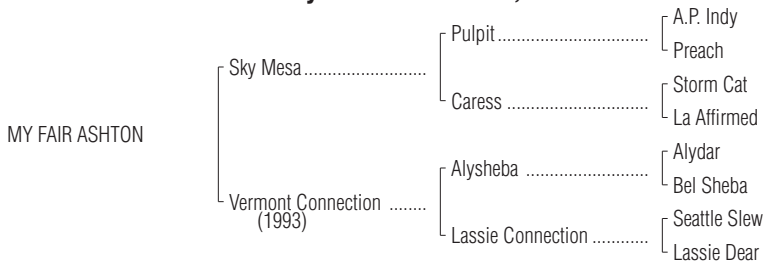 A.P. Indy
Pulpit
Preach
Sky Mesa
Storm Cat
Caress
La Affirmed
MY FAIR ASHTON
Alydar
Alysheba
Bel Sheba
Vermont Connection
(1993)
Seattle Slew
Lassie Connection
Lassie Dear